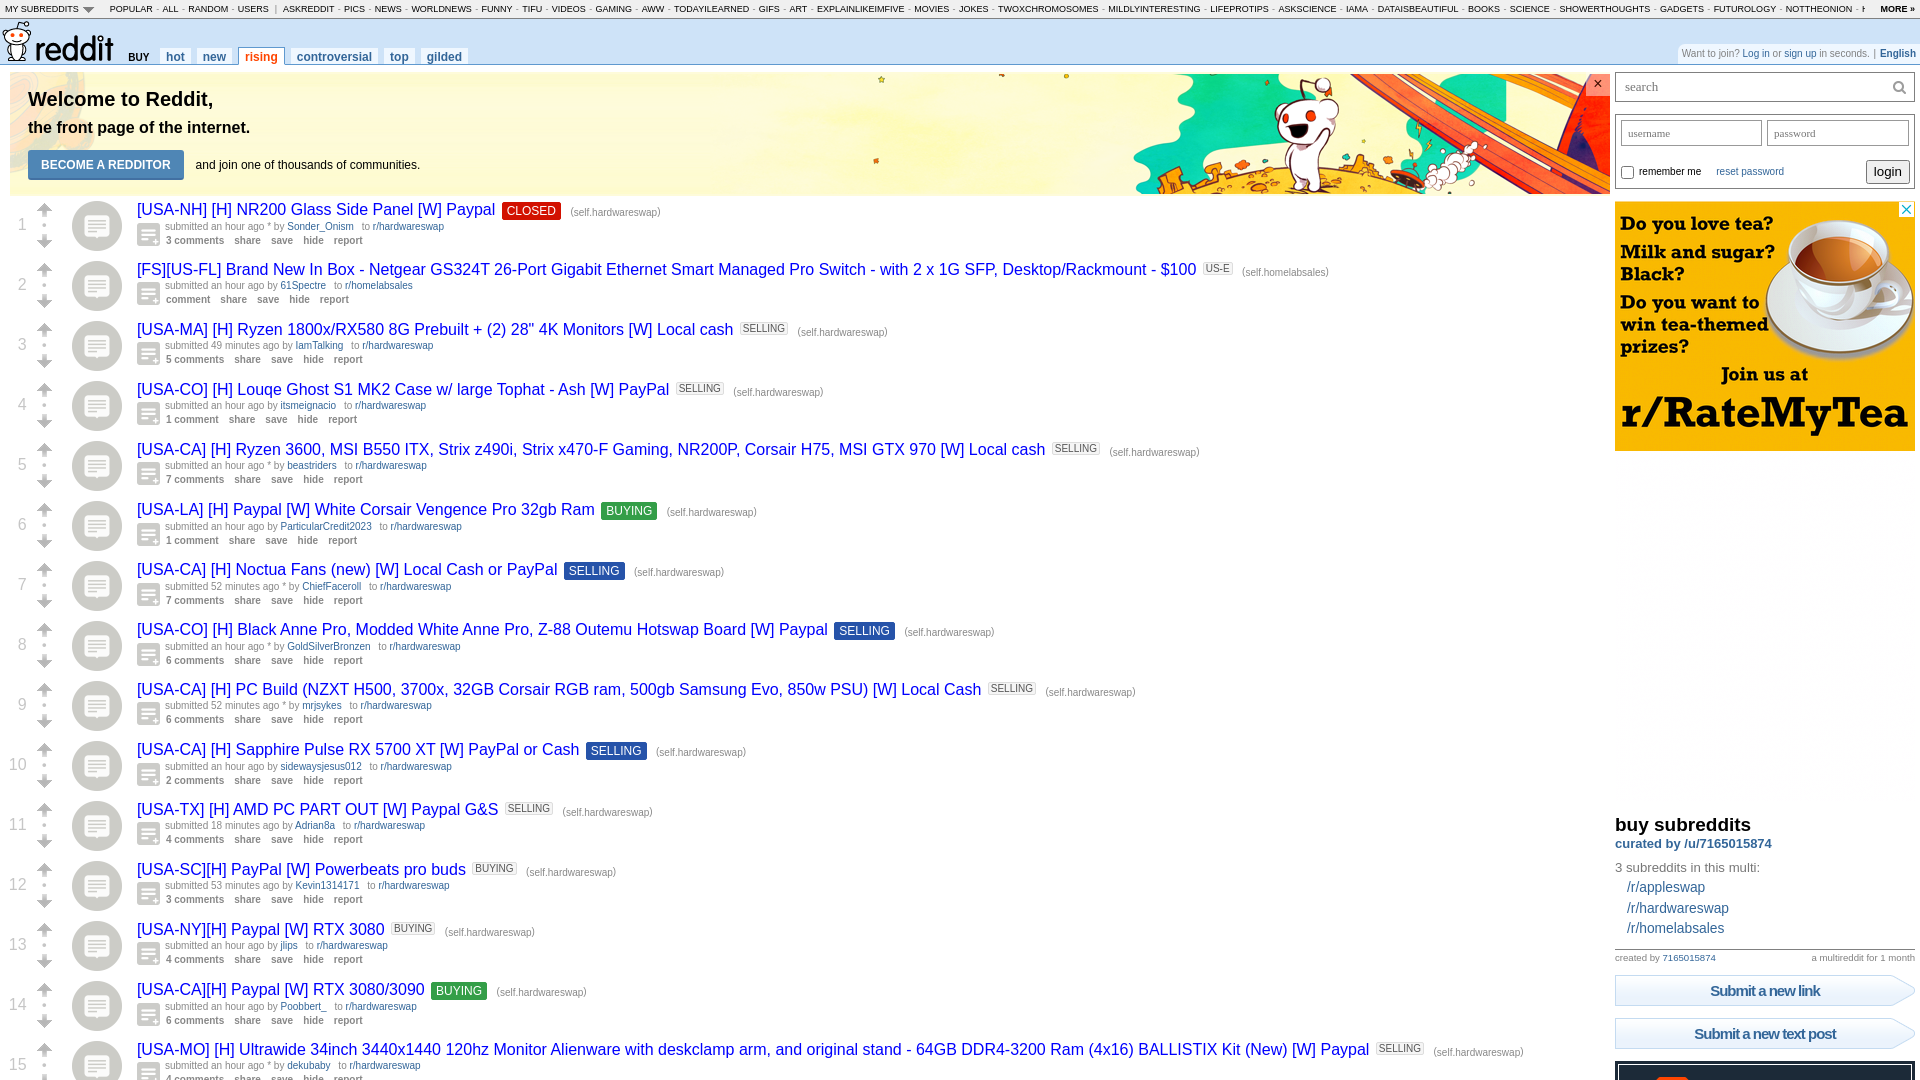 MY SUBREDDITS POPULAR - ALL - RANDOM - USERS | ASKREDDIT - PICS - NEWS - WORLDNEWS - FUNNY - TIFU - VIDEOS - GAMING - AWW - TODAYILEARNED - GIFS - ART - EXPLAINLIKEIMFIVE - MOVIES - JOKES - TWOXCHROMOSOMES - MILDLYINTERESTING - LIFEPROTIPS - ASKSCIENCE - IAMA - DATAISBEAUTIFUL - BOOKS - SCIENCE - SHOWERTHOUGHTS - GADGETS - FUTUROLOGY - NOTTHEONION - MORE »
reddit BUY hot new rising controversial top gilded
Want to join? Log in or sign up in seconds. | English
Welcome to Reddit,
the front page of the internet.
BECOME A REDDITOR and join one of thousands of communities.
×
1
[USA-NH] [H] NR200 Glass Side Panel [W] Paypal CLOSED (self.hardwareswap)
submitted an hour ago * by Sonder_Onism to r/hardwareswap
3 comments share save hide report
2
[FS][US-FL] Brand New In Box - Netgear GS324T 26-Port Gigabit Ethernet Smart Managed Pro Switch - with 2 x 1G SFP, Desktop/Rackmount - $100 US-E (self.homelabsales)
submitted an hour ago by 61Spectre to r/homelabsales
comment share save hide report
3
[USA-MA] [H] Ryzen 1800x/RX580 8G Prebuilt + (2) 28" 4K Monitors [W] Local cash SELLING (self.hardwareswap)
submitted 49 minutes ago by IamTalking to r/hardwareswap
5 comments share save hide report
4
[USA-CO] [H] Louqe Ghost S1 MK2 Case w/ large Tophat - Ash [W] PayPal SELLING (self.hardwareswap)
submitted an hour ago by itsmeignacio to r/hardwareswap
1 comment share save hide report
5
[USA-CA] [H] Ryzen 3600, MSI B550 ITX, Strix z490i, Strix x470-F Gaming, NR200P, Corsair H75, MSI GTX 970 [W] Local cash SELLING (self.hardwareswap)
submitted an hour ago * by beastriders to r/hardwareswap
7 comments share save hide report
6
[USA-LA] [H] Paypal [W] White Corsair Vengence Pro 32gb Ram BUYING (self.hardwareswap)
submitted an hour ago by ParticularCredit2023 to r/hardwareswap
1 comment share save hide report
7
[USA-CA] [H] Noctua Fans (new) [W] Local Cash or PayPal SELLING (self.hardwareswap)
submitted 52 minutes ago * by ChiefFaceroll to r/hardwareswap
7 comments share save hide report
8
[USA-CO] [H] Black Anne Pro, Modded White Anne Pro, Z-88 Outemu Hotswap Board [W] Paypal SELLING (self.hardwareswap)
submitted an hour ago * by GoldSilverBronzen to r/hardwareswap
6 comments share save hide report
9
[USA-CA] [H] PC Build (NZXT H500, 3700x, 32GB Corsair RGB ram, 500gb Samsung Evo, 850w PSU) [W] Local Cash SELLING (self.hardwareswap)
submitted 52 minutes ago * by mrjsykes to r/hardwareswap
6 comments share save hide report
10
[USA-CA] [H] Sapphire Pulse RX 5700 XT [W] PayPal or Cash SELLING (self.hardwareswap)
submitted an hour ago by sidewaysjesus012 to r/hardwareswap
2 comments share save hide report
11
[USA-TX] [H] AMD PC PART OUT [W] Paypal G&S SELLING (self.hardwareswap)
submitted 18 minutes ago by Adrian8a to r/hardwareswap
4 comments share save hide report
12
[USA-SC][H] PayPal [W] Powerbeats pro buds BUYING (self.hardwareswap)
submitted 53 minutes ago by Kevin1314171 to r/hardwareswap
3 comments share save hide report
13
[USA-NY][H] Paypal [W] RTX 3080 BUYING (self.hardwareswap)
submitted an hour ago by jlips to r/hardwareswap
4 comments share save hide report
14
[USA-CA][H] Paypal [W] RTX 3080/3090 BUYING (self.hardwareswap)
submitted an hour ago by Poobbert_ to r/hardwareswap
6 comments share save hide report
15
[USA-MO] [H] Ultrawide 34inch 3440x1440 120hz Monitor Alienware with deskclamp arm, and original stand - 64GB DDR4-3200 Ram (4x16) BALLISTIX Kit (New) [W] Paypal SELLING (self.hardwareswap)
submitted an hour ago * by dekubaby to r/hardwareswap
4 comments share save hide report
search
username password
remember me reset password login
Do you love tea?
Milk and sugar?
Black?
Do you want to
win tea-themed
prizes?
Join us at
r/RateMyTea
buy subreddits
curated by /u/7165015874
3 subreddits in this multi:
/r/appleswap
/r/hardwareswap
/r/homelabsales
created by 7165015874 a multireddit for 1 month
Submit a new link
Submit a new text post